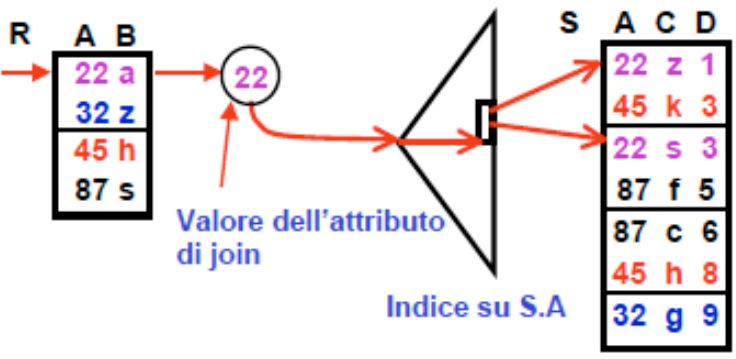 R A B
22 a
32 z
45 h
87 s
22
Valore dell'attributo
di join
Indice su S.A
S A C D
22 z 1
45 k 3
22 s 3
87 f 5
87 c 6
45 h 8
32 g 9